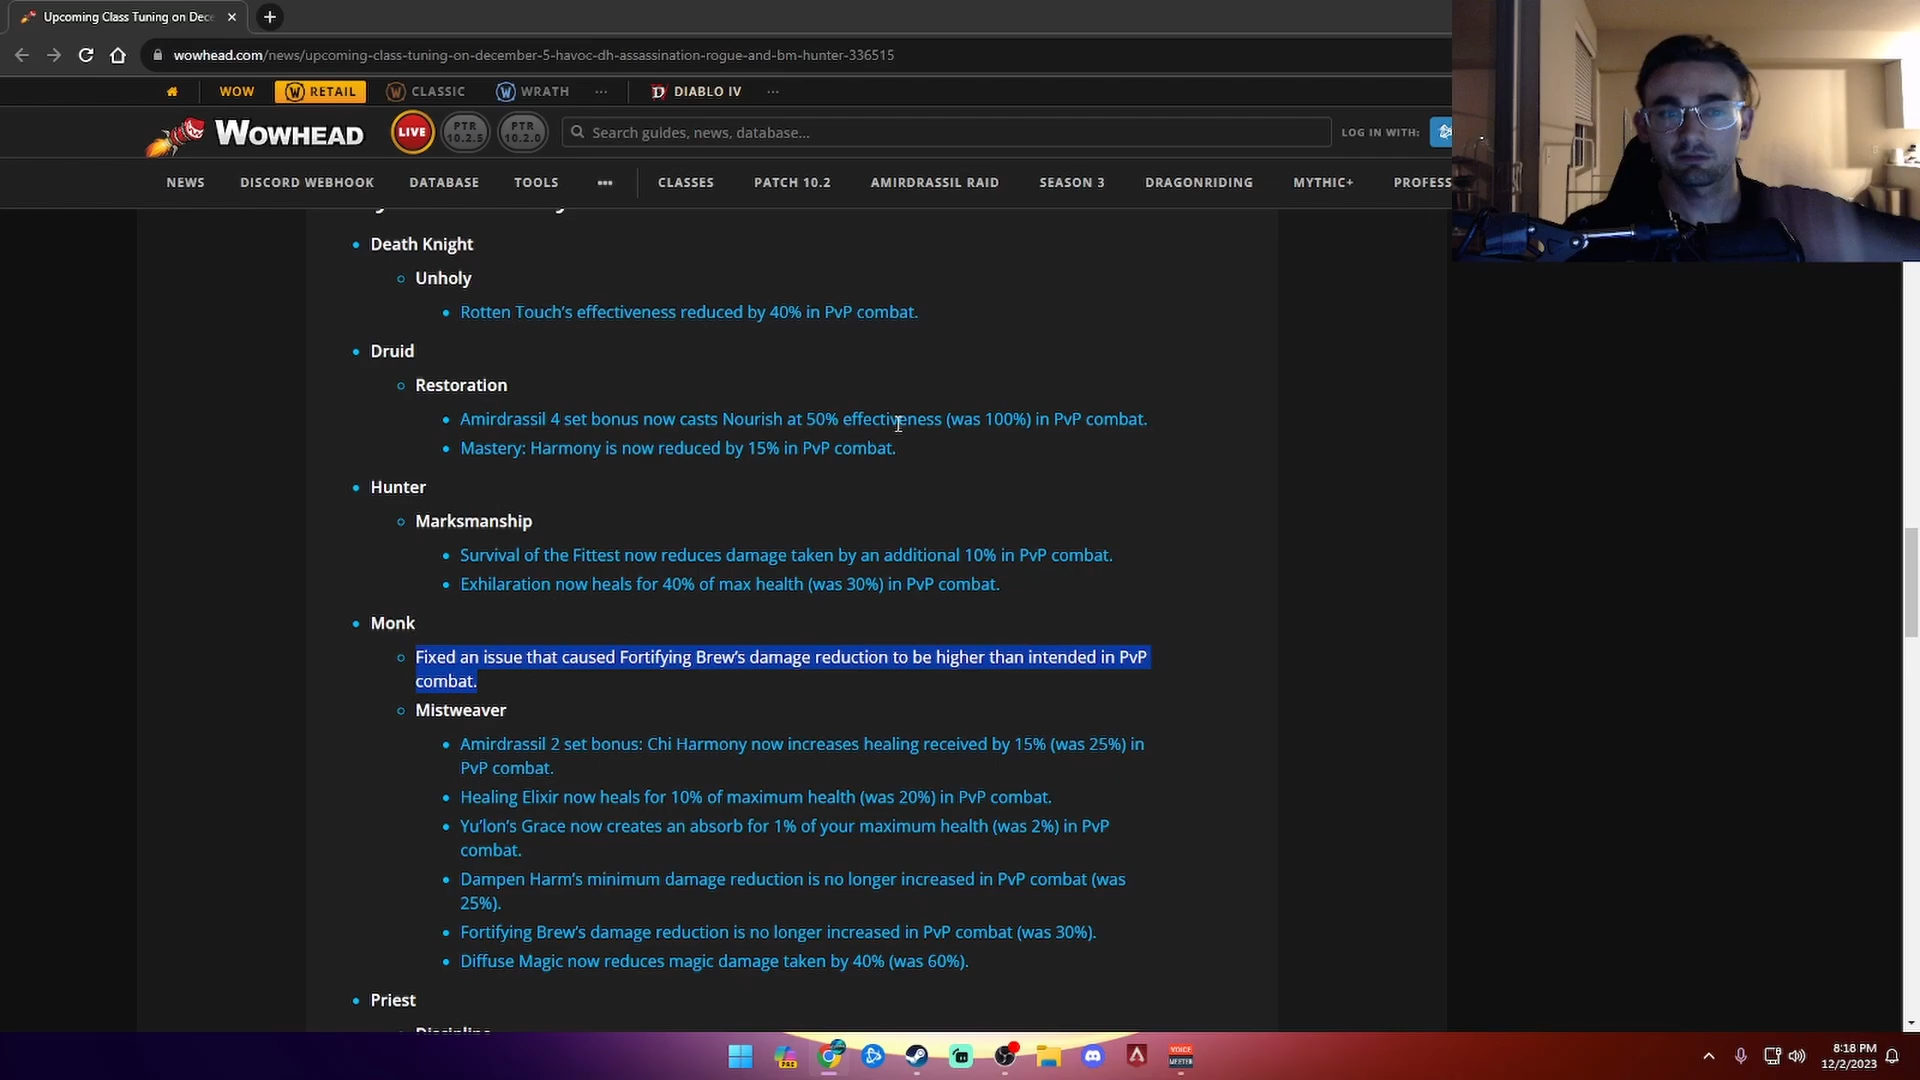 Upcoming Class Tuning on Dece
wowhead.com/news/upcoming-class-tuning-on-december-5-havoc-dh-assassination-rogue-and-bm-hunter-336515
WOW RETAIL CLASSIC WRATH ... DIABLO IV ...
WOWHEAD LIVE PTR 10.2.5 PTR 10.2.0 Search guides, news, database... LOG IN WITH:
NEWS DISCORD WEBHOOK DATABASE TOOLS ... CLASSES PATCH 10.2 AMIRDRASSIL RAID SEASON 3 DRAGONRIDING MYTHIC+ PROFESS
Death Knight
Unholy
Rotten Touch’s effectiveness reduced by 40% in PvP combat.
Druid
Restoration
Amirdrassil 4 set bonus now casts Nourish at 50% effectiveness (was 100%) in PvP combat.
Mastery: Harmony is now reduced by 15% in PvP combat.
Hunter
Marksmanship
Survival of the Fittest now reduces damage taken by an additional 10% in PvP combat.
Exhilaration now heals for 40% of max health (was 30%) in PvP combat.
Monk
Fixed an issue that caused Fortifying Brew’s damage reduction to be higher than intended in PvP
combat.
Mistweaver
Amirdrassil 2 set bonus: Chi Harmony now increases healing received by 15% (was 25%) in
PvP combat.
Healing Elixir now heals for 10% of maximum health (was 20%) in PvP combat.
Yu’lon’s Grace now creates an absorb for 1% of your maximum health (was 2%) in PvP
combat.
Dampen Harm’s minimum damage reduction is no longer increased in PvP combat (was
25%).
Fortifying Brew’s damage reduction is no longer increased in PvP combat (was 30%).
Diffuse Magic now reduces magic damage taken by 40% (was 60%).
Priest
Discipline
VOICE
MEETER
8:18 PM
12/2/2023